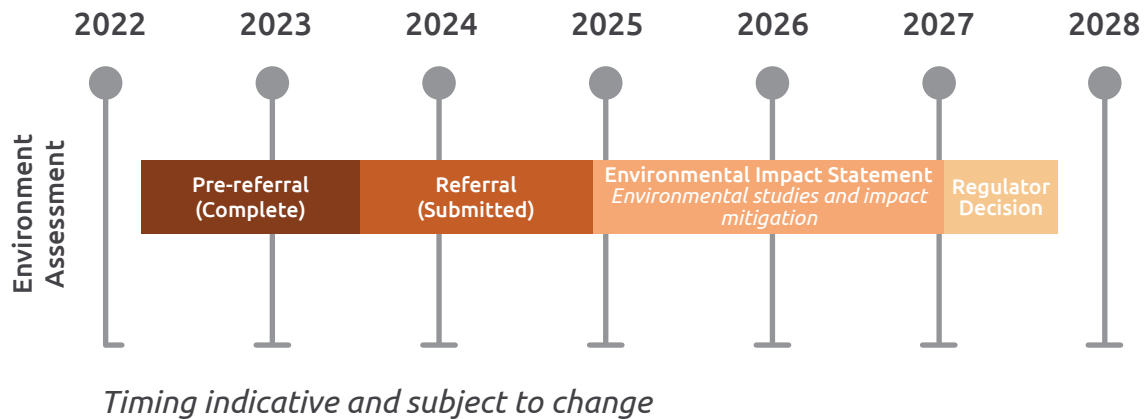 2022 2023 2024 2025 2026 2027 2028
Environment
Assessment
Pre-referral
(Complete)
Referral
(Submitted)
Environmental Impact Statement
Environmental studies and impact
mitigation
Regulator
Decision
Timing indicative and subject to change